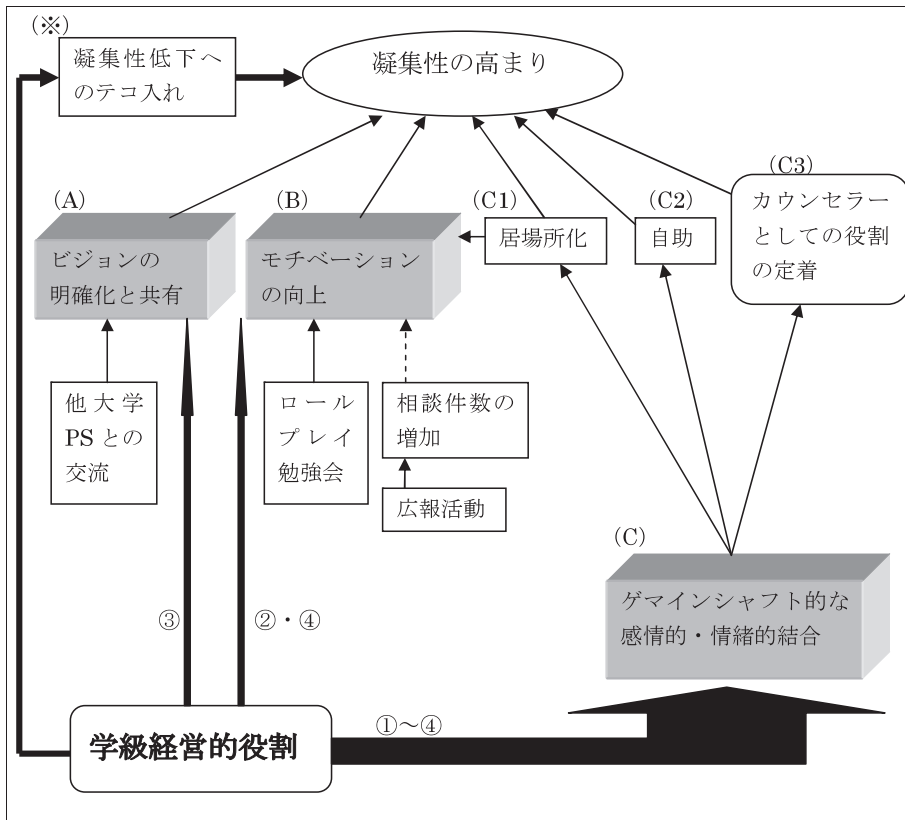 (※)
凝集性低下へ
のテコ入れ
凝集性の高まり
(A)
ビジョンの
明確化と共有
(B)
モチベーション
の向上
(C1)
居場所化
(C2)
自助
(C3)
カウンセラー
としての役割
の定着
他大学
PSとの
交流
ロール
プレイ
勉強会
相談件数の
増加
広報活動
(C)
ゲマインシャフト的な
感情的・情緒的結合
③
②・④
①～④
学級経営的役割